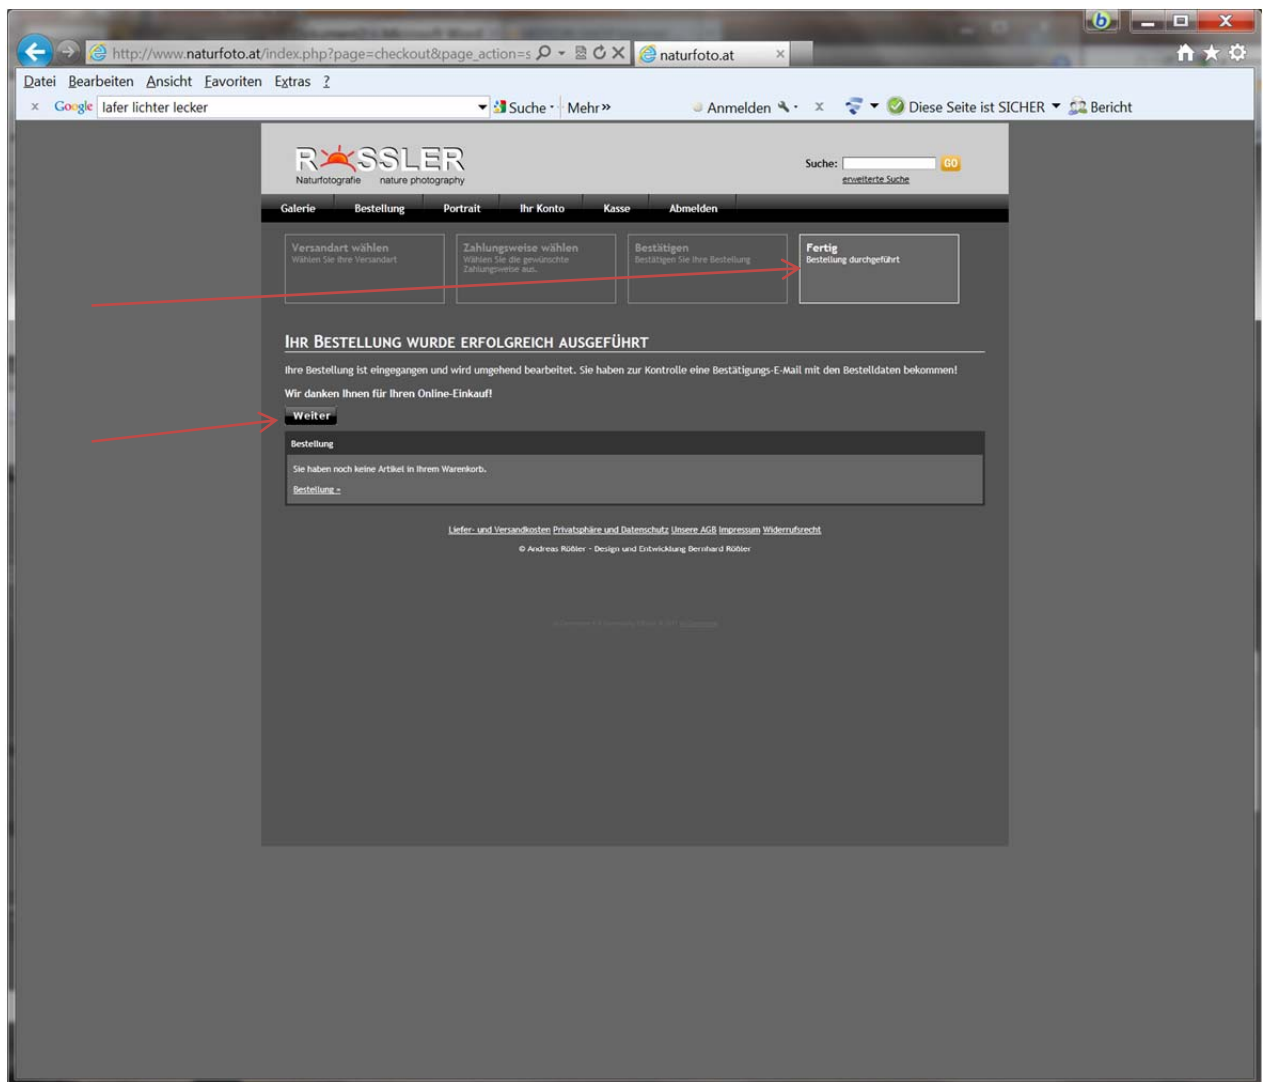 http://www.naturfoto.at/index.php?page=checkout&page_action=s
naturfoto.at
Datei Bearbeiten Ansicht Favoriten Extras ?
Google lafer lichter lecker Suche Mehr» Anmelden Diese Seite ist SICHER Bericht
RÖSSLER
Naturfotografie nature photography
Suche: GO
erweiterte Suche
Galerie Bestellung Portrait Ihr Konto Kasse Abmelden
Versandart wählen
Wählen Sie Ihre Versandart
Zahlungsweise wählen
Wählen Sie die gewünschte
Zahlungsweise aus.
Bestätigen
Bestätigen Sie Ihre Bestellung
Fertig
Bestellung durchgeführt
IHR BESTELLUNG WURDE ERFOLGREICH AUSGEFÜHRT
Ihre Bestellung ist eingegangen und wird umgehend bearbeitet. Sie haben zur Kontrolle eine Bestätigungs-E-Mail mit den Bestelldaten bekommen!
Wir danken Ihnen für Ihren Online-Einkauf!
Weiter
Bestellung
Sie haben noch keine Artikel in Ihrem Warenkorb.
Bestellung »
Liefer- und Versandkosten Privatsphäre und Datenschutz Unsere AGB Impressum Widerrufsrecht
© Andreas Rößler - Design und Entwicklung Bernhard Rößler